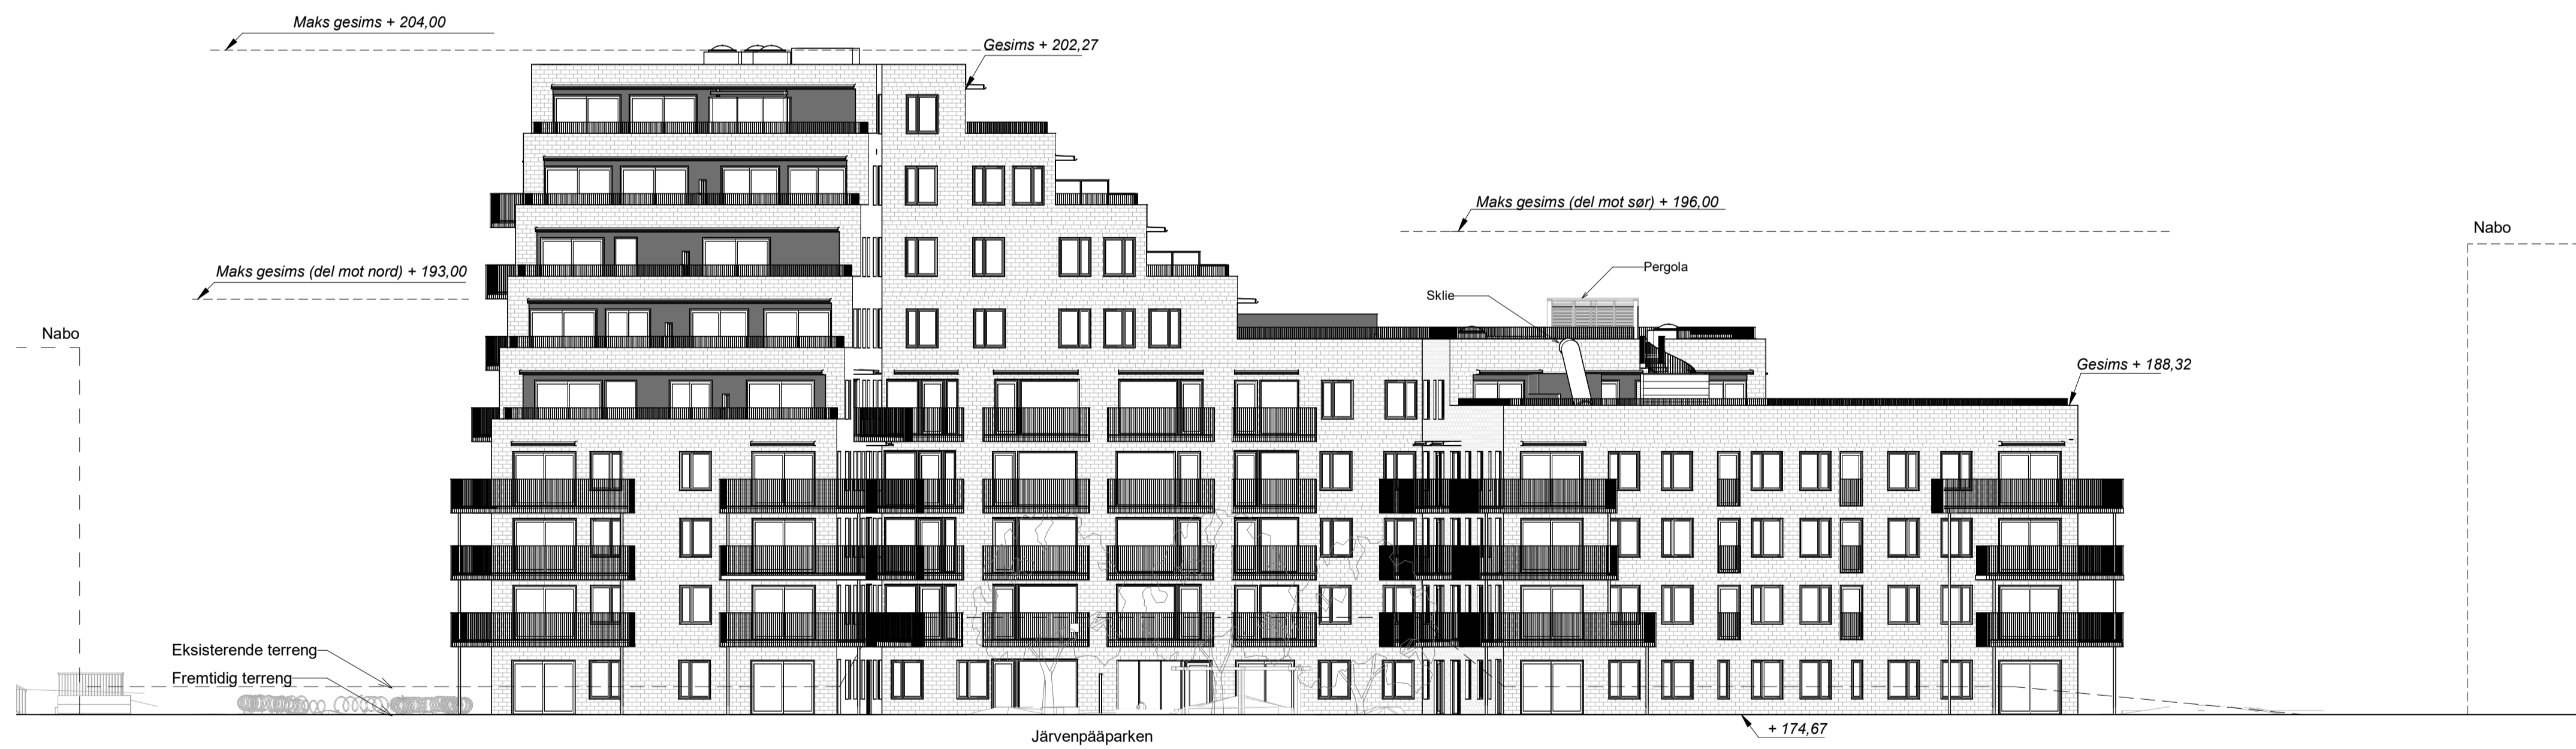 Maks gesims + 204,00
Gesims + 202,27
Maks gesims (del mot sør) + 196,00
Nabo
Maks gesims (del mot nord) + 193,00
Pergola
Sklie
Nabo
Gesims + 188,32
Eksisterende terreng
Fremtidig terreng
+ 174,67
Järvenpääparken